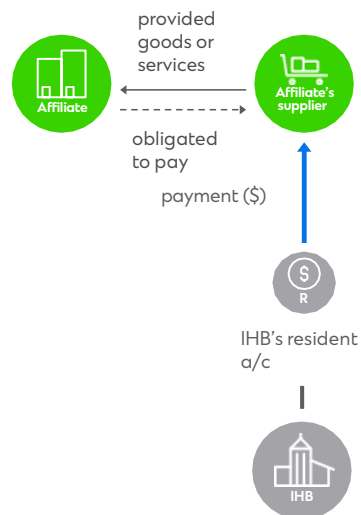 provided
goods or
services
Affiliate
Affiliate's
supplier
obligated
to pay
payment ($)
$
R
IHB's resident
a/c
IHB